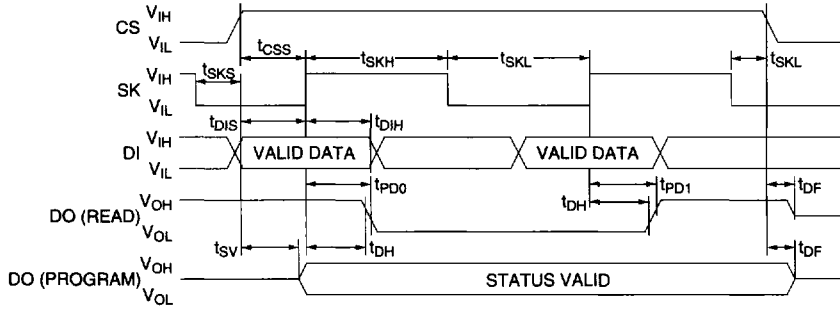 CS V_IH
V_IL
t_CSS t_SKH t_SKL t_SKL
SK V_IH t_SKS
V_IL
t_DIS t_DIH
DI V_IH VALID DATA VALID DATA
V_IL
t_PD0 t_PD1 t_DF
DO (READ) V_OH t_DH
V_OL
t_SV t_DH t_DF
DO (PROGRAM) V_OH STATUS VALID
V_OL